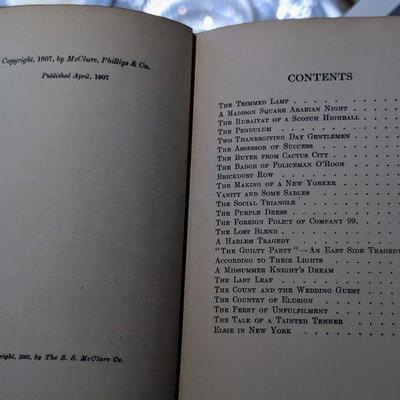 Copyright, 1907, by McClure, Phillips & Co.
Published April, 1907
right, 1906, by The S. S. McClure Co.
CONTENTS
The Trimmed Lamp . . . . . .
A Madison Square Arabian Night . . . .
The Rubaiyat of a Scotch Highball . . .
The Pendulum . . . . . . . .
Two Thanksgiving Day Gentlemen . . . .
The Assessor of Success . . . . .
The Buyer from Cactus City . . . .
The Badge of Policeman O'Roon . . . .
Brickdust Row . . . . . . . .
The Making of a New Yorker . . . .
Vanity and Some Sables . . . . .
The Social Triangle . . . . . .
The Purple Dress . . . . . . .
The Foreign Policy of Company 99. . . .
The Lost Blend . . . . . . .
A Harlem Tragedy . . . . . . .
"The Guilty Party"—An East Side Tragedy
According to Their Lights . . . . .
A Midsummer Knight's Dream . . . .
The Last Leaf . . . . . . . .
The Count and the Wedding Guest . . .
The Country of Elusion . . . . .
The Ferry of Unfulfilment . . . . .
The Tale of a Tainted Tenner . . . .
Elsie in New York . . . . . .